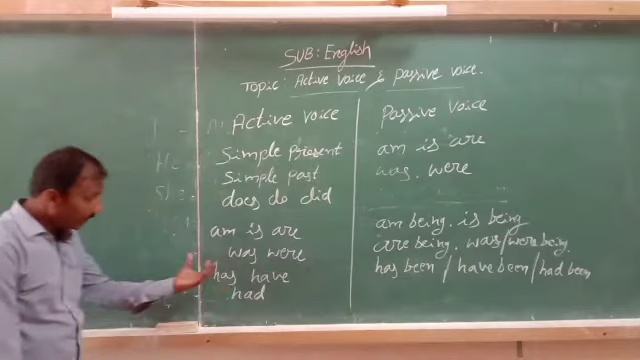 SUB: English
Topic: Active voice & passive voice.
Active voice
Simple present
Simple past
does do did
am is are
was were
has have
had
Passive voice
am is are
was. were
am being. is being
are being. was/were being.
has been / have been / had been